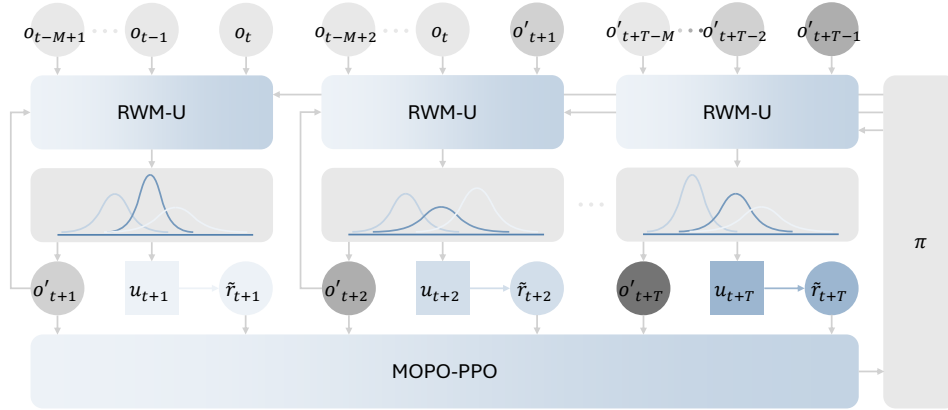 o_{t−M+1} ··· o_{t−1} o_t o_{t−M+2} ··· o_t o'_{t+1} o'_{t+T−M} ··· o'_{t+T−2} o'_{t+T−1}
RWM-U RWM-U RWM-U
···
π
o'_{t+1} u_{t+1} r̃_{t+1} o'_{t+2} u_{t+2} r̃_{t+2} o'_{t+T} u_{t+T} r̃_{t+T}
MOPO-PPO